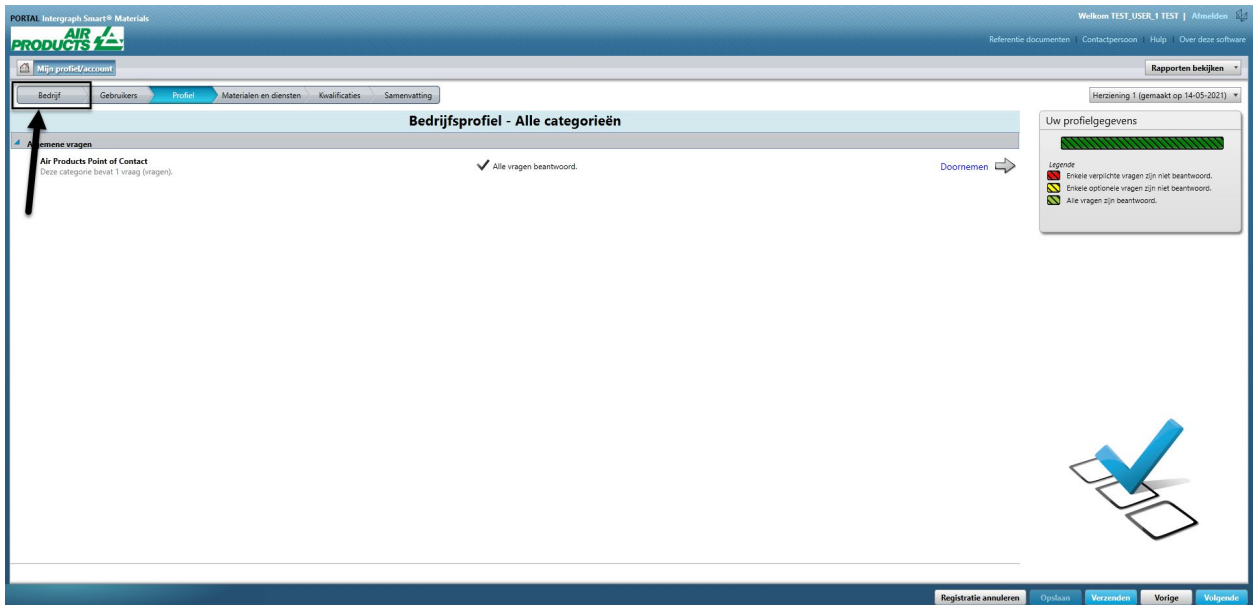 PORTAL Intergraph Smart® Materials
Welkom TEST_USER_1 TEST | Afmelden
AIR PRODUCTS
Referentie documenten | Contactpersoon | Hulp | Over deze software
Mijn profiel/account
Rapporten bekijken
Bedrijf Gebruikers Profiel Materialen en diensten Kwalificaties Samenvatting
Herziening 1 (gemaakt op 14-05-2021)
Bedrijfsprofiel - Alle categorieën
Uw profielgegevens
Algemene vragen
Air Products Point of Contact
Deze categorie bevat 1 vraag (vragen).
Alle vragen beantwoord.
Doornemen
Legende
Enkele verplichte vragen zijn niet beantwoord.
Enkele optionele vragen zijn niet beantwoord.
Alle vragen zijn beantwoord.
Registratie annuleren Opslaan Verzenden Vorige Volgende